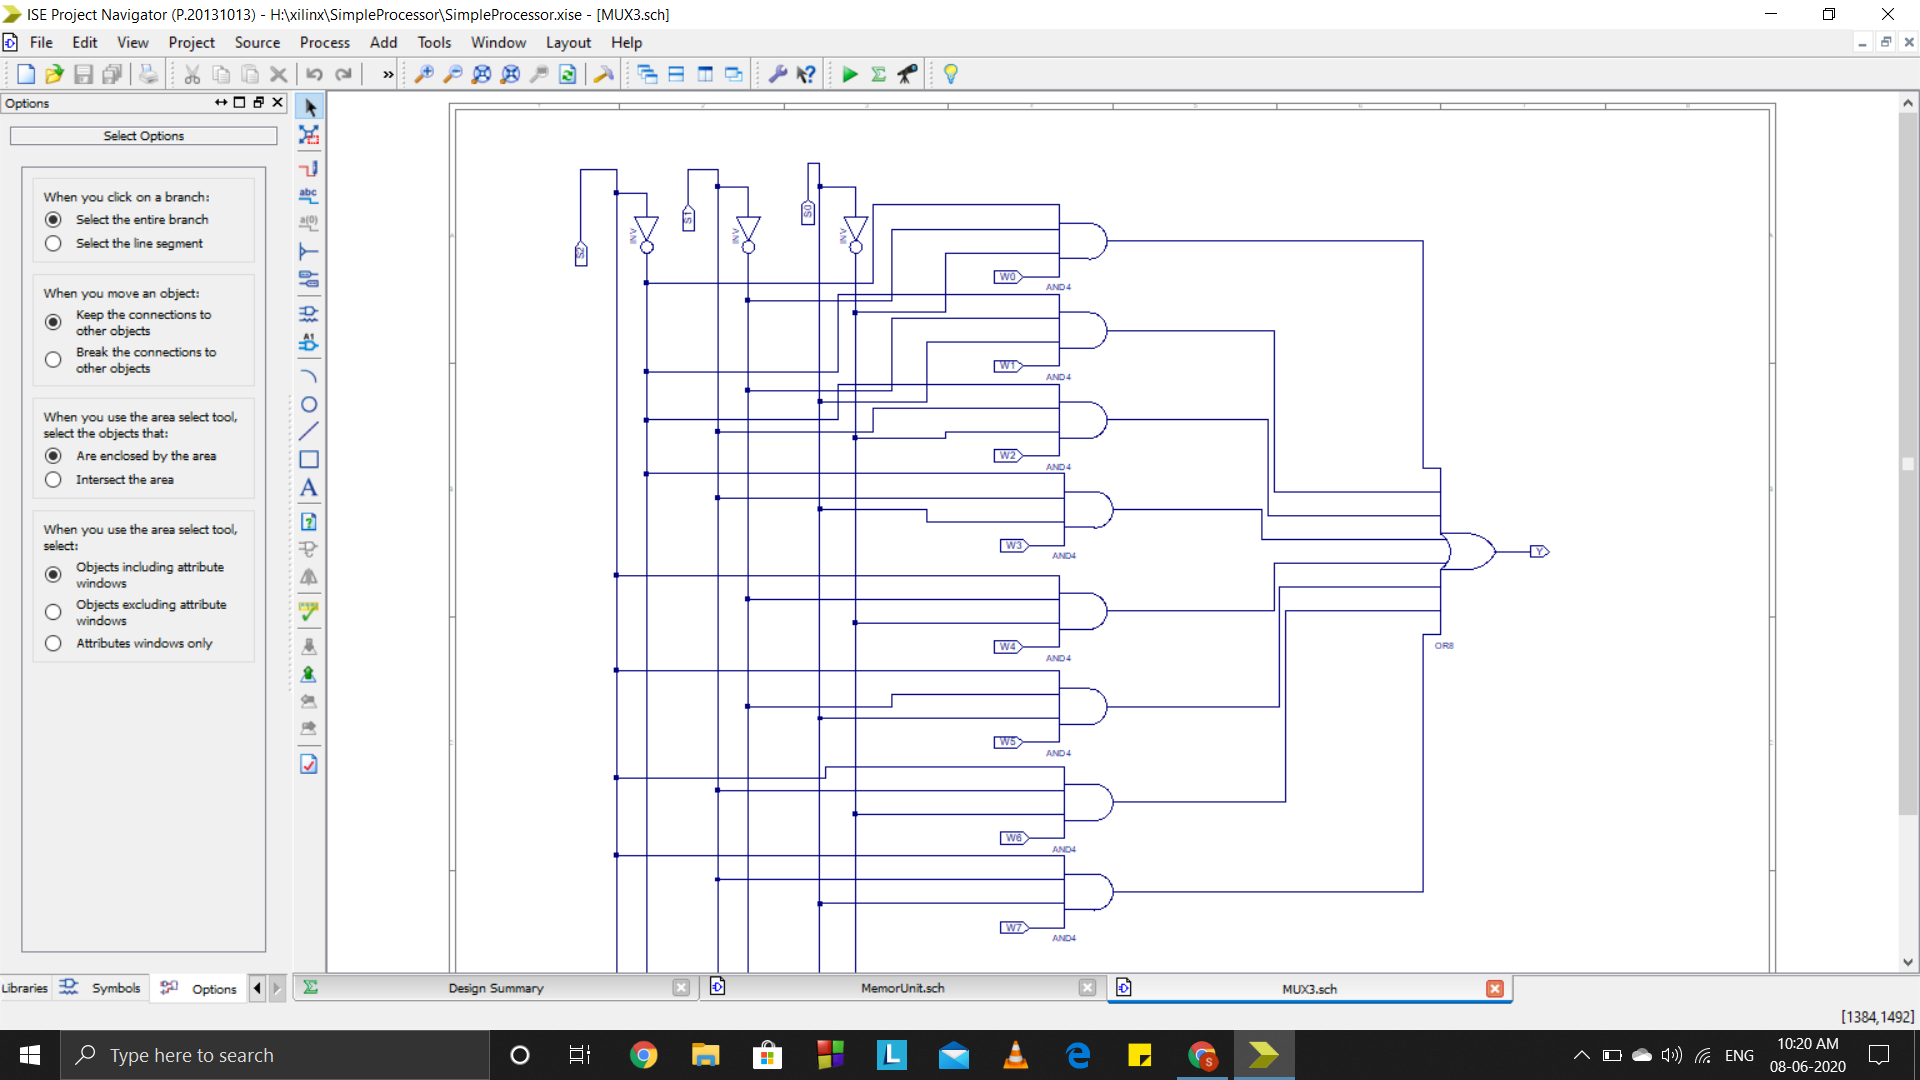 ISE Project Navigator (P.20131013) - H:\xilinx\SimpleProcessor\SimpleProcessor.xise - [MUX3.sch]
File Edit View Project Source Process Add Tools Window Layout Help
Options
Select Options
When you click on a branch:
Select the entire branch
Select the line segment
When you move an object:
Keep the connections to
other objects
Break the connections to
other objects
When you use the area select tool,
select the objects that:
Are enclosed by the area
Intersect the area
When you use the area select tool,
select:
Objects including attribute
windows
Objects excluding attribute
windows
Attributes windows only
abc
a(0)
A1
A
S2
S1
S0
INV
INV
INV
W0
AND4
W1
AND4
W2
AND4
W3
AND4
W4
AND4
W5
AND4
W6
AND4
W7
AND4
OR8
Y
Libraries Symbols Options
Design Summary
MemorUnit.sch
MUX3.sch
[1384,1492]
Type here to search
L
S
ENG
10:20 AM
08-06-2020